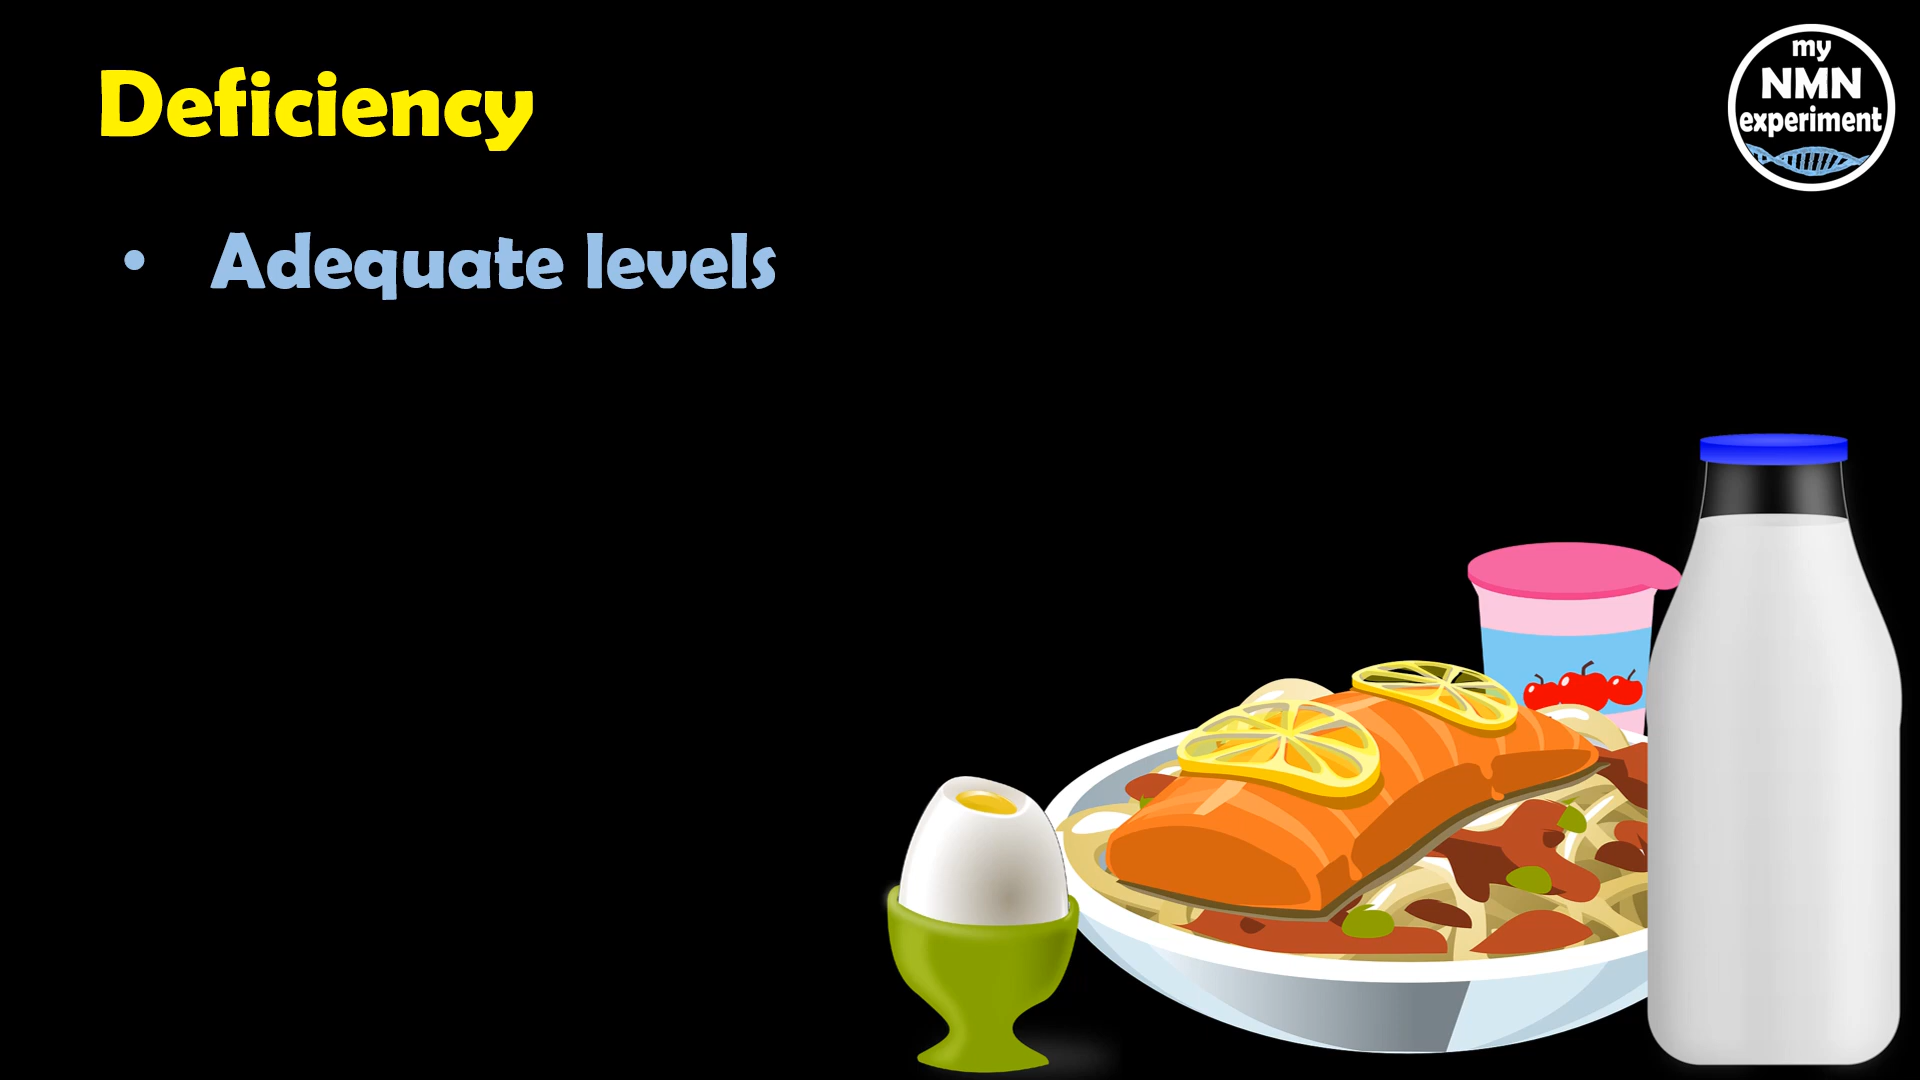 Deficiency
my
NMN
experiment
• Adequate levels